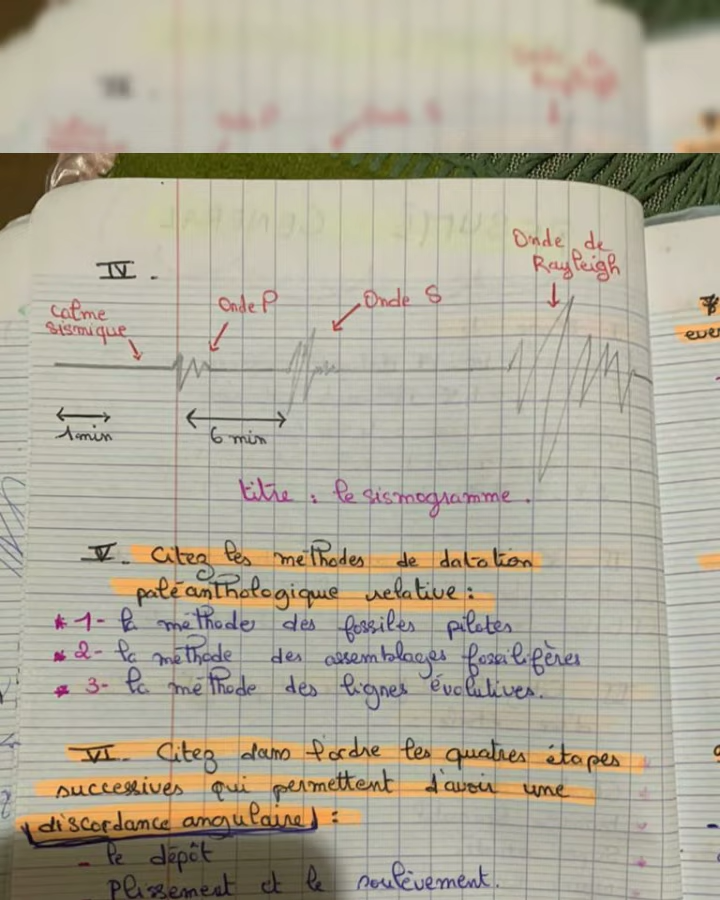 IV.
Onde de
Rayleigh
Calme
sismique
Onde P
Onde S
1min
6 min
titre : le sismogramme.
V. Citez les méthodes de datation
paléanthologique relative :
* 1- la méthode des fossiles pilotes
* 2- la méthode des assemblages fossilifères
* 3- la méthode des lignes évolutives.
VI. Citez dans l'ordre les quatres étapes
successives qui permettent d'avoir une
discordance angulaire :
- le dépôt
plissement et le soulèvement.